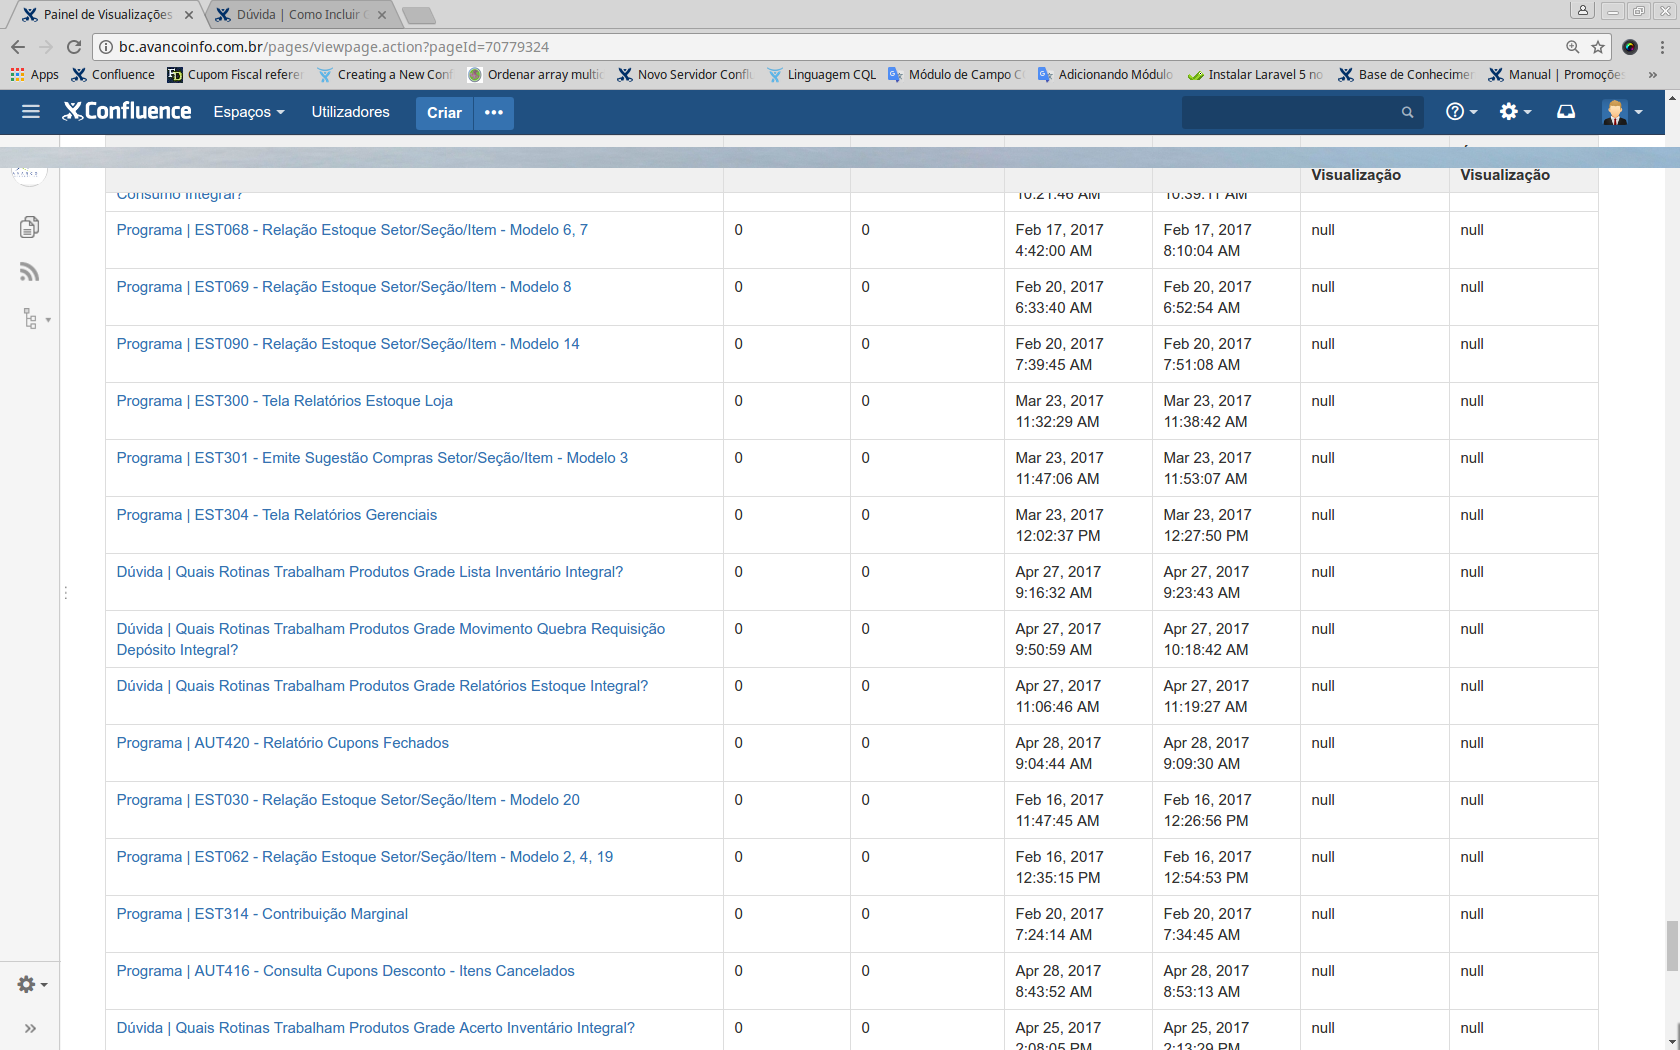 Painel de Visualizações
Dúvida | Como Incluir
bc.avancoinfo.com.br/pages/viewpage.action?pageId=70779324
Apps Confluence Cupom Fiscal refere Creating a New Conf Ordenar array multi Novo Servidor Conflu Linguagem CQL Módulo de Campo Adicionando Módulo Instalar Laravel 5 no Base de Conhecimer Manual | Promoções »
Confluence Espaços Utilizadores Criar •••
Visualização Visualização
Consumo Integral? 10:21:46 AM 10:39:11 AM
Programa | EST068 - Relação Estoque Setor/Seção/Item - Modelo 6, 7 0 0 Feb 17, 2017 Feb 17, 2017 null null
4:42:00 AM 8:10:04 AM
Programa | EST069 - Relação Estoque Setor/Seção/Item - Modelo 8 0 0 Feb 20, 2017 Feb 20, 2017 null null
6:33:40 AM 6:52:54 AM
Programa | EST090 - Relação Estoque Setor/Seção/Item - Modelo 14 0 0 Feb 20, 2017 Feb 20, 2017 null null
7:39:45 AM 7:51:08 AM
Programa | EST300 - Tela Relatórios Estoque Loja 0 0 Mar 23, 2017 Mar 23, 2017 null null
11:32:29 AM 11:38:42 AM
Programa | EST301 - Emite Sugestão Compras Setor/Seção/Item - Modelo 3 0 0 Mar 23, 2017 Mar 23, 2017 null null
11:47:06 AM 11:53:07 AM
Programa | EST304 - Tela Relatórios Gerenciais 0 0 Mar 23, 2017 Mar 23, 2017 null null
12:02:37 PM 12:27:50 PM
Dúvida | Quais Rotinas Trabalham Produtos Grade Lista Inventário Integral? 0 0 Apr 27, 2017 Apr 27, 2017 null null
9:16:32 AM 9:23:43 AM
Dúvida | Quais Rotinas Trabalham Produtos Grade Movimento Quebra Requisição 0 0 Apr 27, 2017 Apr 27, 2017 null null
Depósito Integral? 9:50:59 AM 10:18:42 AM
Dúvida | Quais Rotinas Trabalham Produtos Grade Relatórios Estoque Integral? 0 0 Apr 27, 2017 Apr 27, 2017 null null
11:06:46 AM 11:19:27 AM
Programa | AUT420 - Relatório Cupons Fechados 0 0 Apr 28, 2017 Apr 28, 2017 null null
9:04:44 AM 9:09:30 AM
Programa | EST030 - Relação Estoque Setor/Seção/Item - Modelo 20 0 0 Feb 16, 2017 Feb 16, 2017 null null
11:47:45 AM 12:26:56 PM
Programa | EST062 - Relação Estoque Setor/Seção/Item - Modelo 2, 4, 19 0 0 Feb 16, 2017 Feb 16, 2017 null null
12:35:15 PM 12:54:53 PM
Programa | EST314 - Contribuição Marginal 0 0 Feb 20, 2017 Feb 20, 2017 null null
7:24:14 AM 7:34:45 AM
Programa | AUT416 - Consulta Cupons Desconto - Itens Cancelados 0 0 Apr 28, 2017 Apr 28, 2017 null null
8:43:52 AM 8:53:13 AM
Dúvida | Quais Rotinas Trabalham Produtos Grade Acerto Inventário Integral? 0 0 Apr 25, 2017 Apr 25, 2017 null null
2:08:05 PM 2:13:29 PM